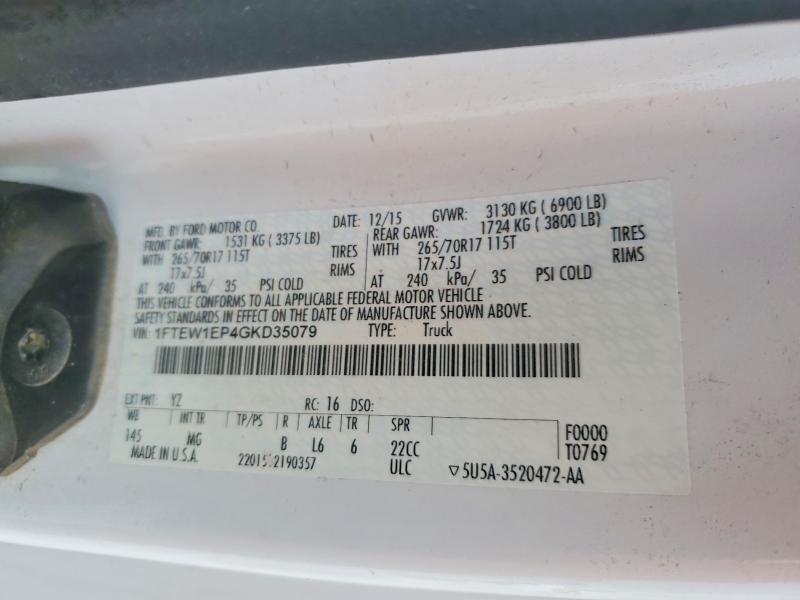 MFD. BY FORD MOTOR CO. DATE: 12/15 GVWR: 3130 KG ( 6900 LB)
FRONT GAWR: 1531 KG ( 3375 LB) REAR GAWR: 1724 KG ( 3800 LB)
WITH 265/70R17 115T TIRES WITH 265/70R17 115T TIRES
17x7.5J RIMS 17x7.5J RIMS
AT 240 kPa/ 35 PSI COLD AT 240 kPa/ 35 PSI COLD
THIS VEHICLE CONFORMS TO ALL APPLICABLE FEDERAL MOTOR VEHICLE
SAFETY STANDARDS IN EFFECT ON THE DATE OF MANUFACTURE SHOWN ABOVE.
VIN: 1FTEW1EP4GKD35079 TYPE: Truck
EXT PNT: YZ RC: 16 DSO:
WB INT TR TP/PS R AXLE TR SPR F0000
145 MG B L6 6 22CC T0769
MADE IN U.S.A. ULC ▽5U5A-3520472-AA